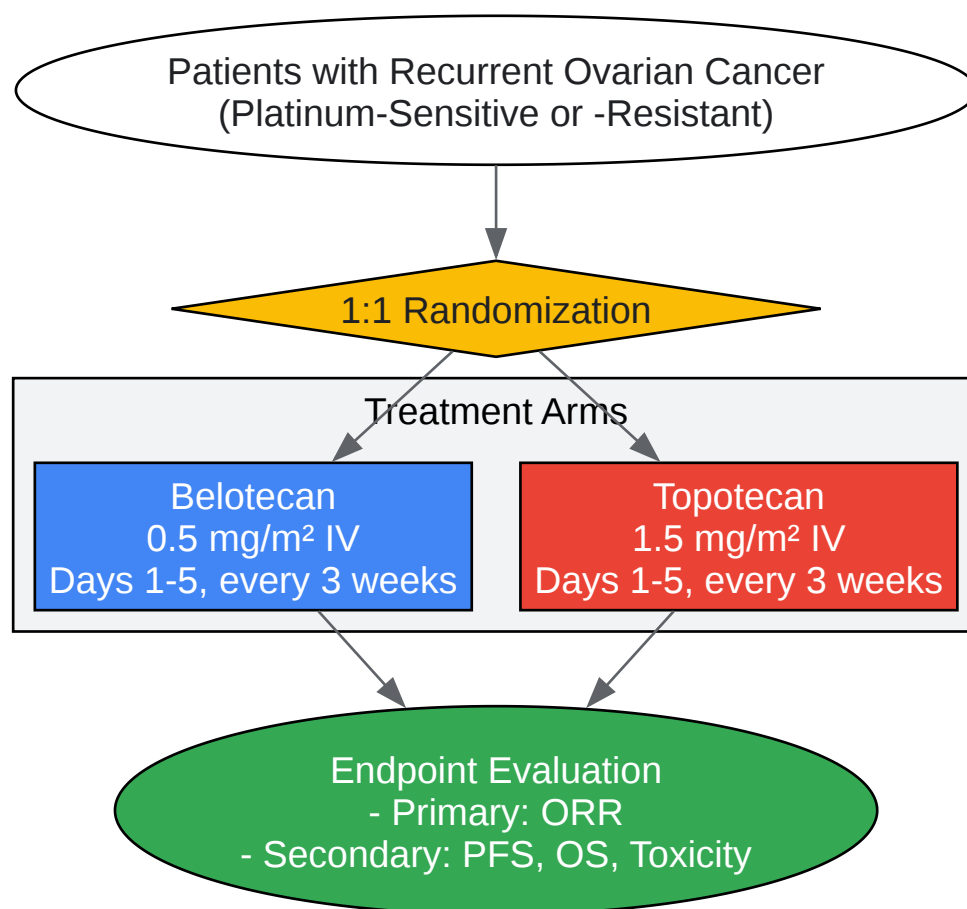 Patients with Recurrent Ovarian Cancer
(Platinum-Sensitive or -Resistant)
1:1 Randomization
Treatment Arms
Belotecan
0.5 mg/m² IV
Days 1-5, every 3 weeks
Topotecan
1.5 mg/m² IV
Days 1-5, every 3 weeks
Endpoint Evaluation
- Primary: ORR
- Secondary: PFS, OS, Toxicity